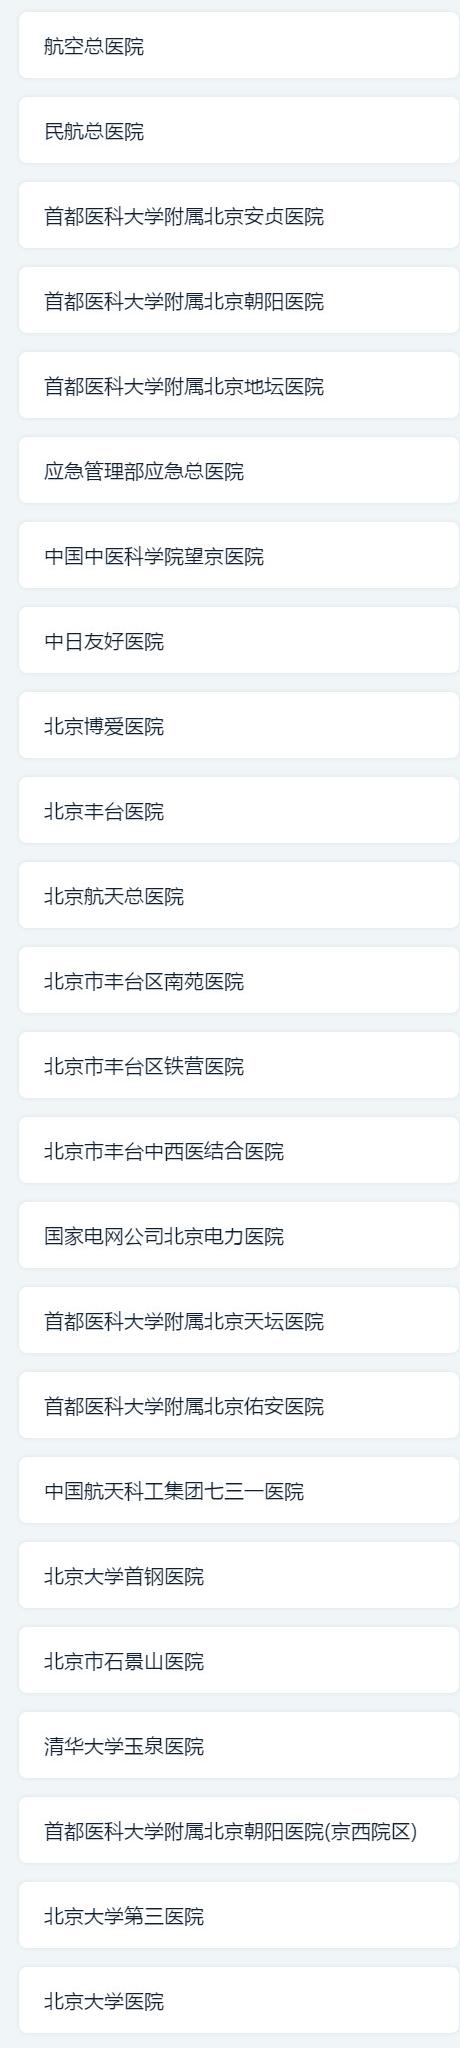 航空总医院
民航总医院
首都医科大学附属北京安贞医院
首都医科大学附属北京朝阳医院
首都医科大学附属北京地坛医院
应急管理部应急总医院
中国中医科学院望京医院
中日友好医院
北京博爱医院
北京丰台医院
北京航天总医院
北京市丰台区南苑医院
北京市丰台区铁营医院
北京市丰台中西医结合医院
国家电网公司北京电力医院
首都医科大学附属北京天坛医院
首都医科大学附属北京佑安医院
中国航天科工集团七三一医院
北京大学首钢医院
北京市石景山医院
清华大学玉泉医院
首都医科大学附属北京朝阳医院(京西院区)
北京大学第三医院
北京大学医院